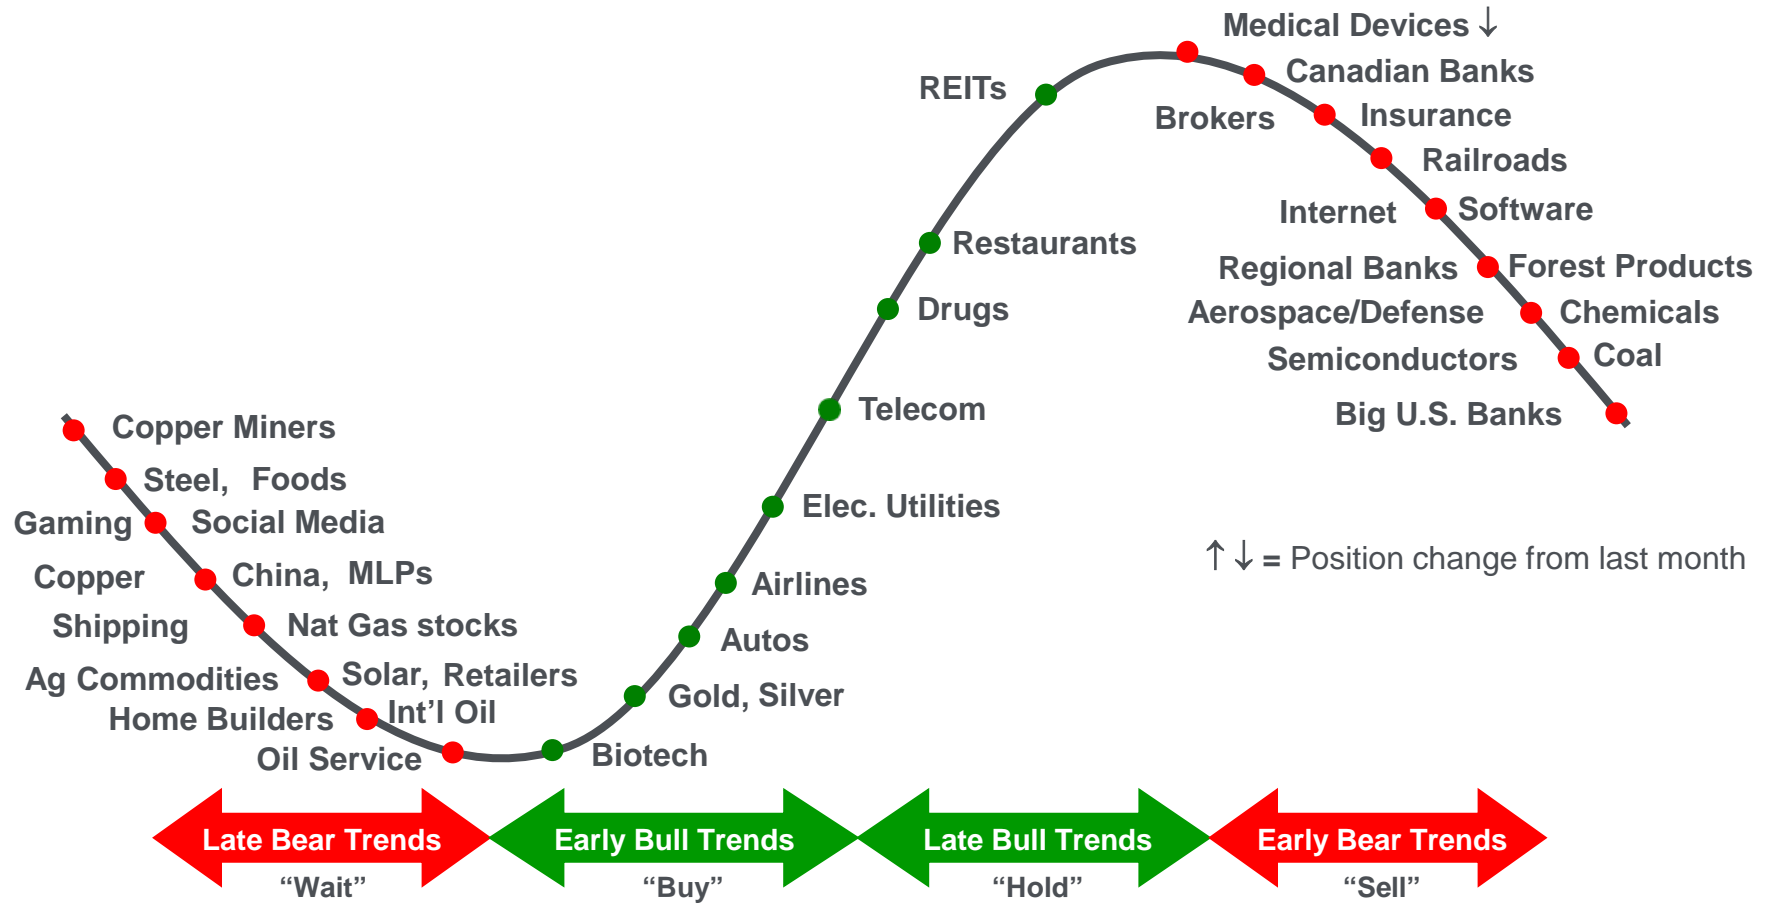 Medical Devices ↓
REITs
Canadian Banks
Brokers
Insurance
Railroads
Internet
Software
Restaurants
Regional Banks
Forest Products
Drugs
Aerospace/Defense
Chemicals
Semiconductors
Coal
Telecom
Big U.S. Banks
Copper Miners
Steel, Foods
Elec. Utilities
Gaming
Social Media
↑↓ = Position change from last month
Copper
China, MLPs
Airlines
Shipping
Nat Gas stocks
Autos
Ag Commodities
Solar, Retailers
Gold, Silver
Home Builders
Int’l Oil
Oil Service
Biotech
Late Bear Trends
Early Bull Trends
Late Bull Trends
Early Bear Trends
“Wait”
“Buy”
“Hold”
“Sell”